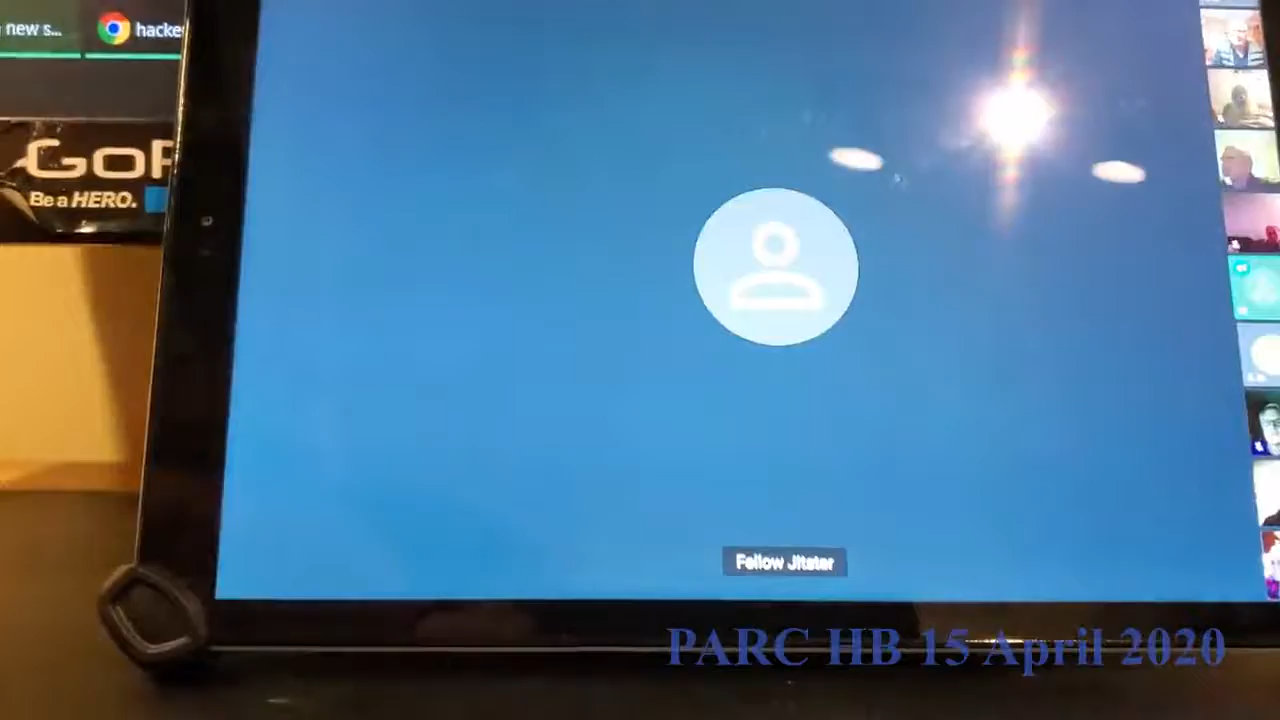 new s...
hacke
GoP
Be a HERO.
Fellow Jitster
PARC HB 15 April 2020